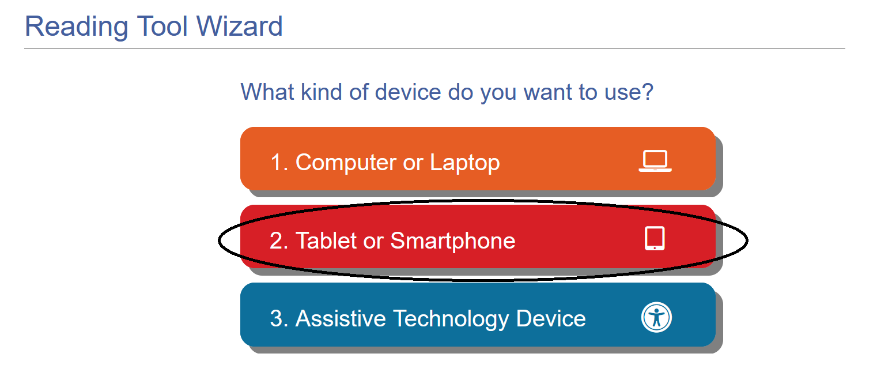 Reading Tool Wizard
What kind of device do you want to use?
1. Computer or Laptop
2. Tablet or Smartphone
3. Assistive Technology Device